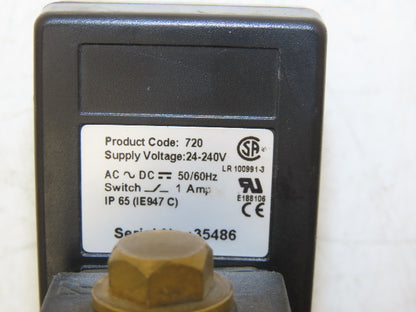 Product Code: 720
Supply Voltage:24-240V
SA
LR 100991-3
AC ~ DC ⎓ 50/60Hz
Switch 1 Amp
IP 65 (IE947 C)
E188106
CE
35486